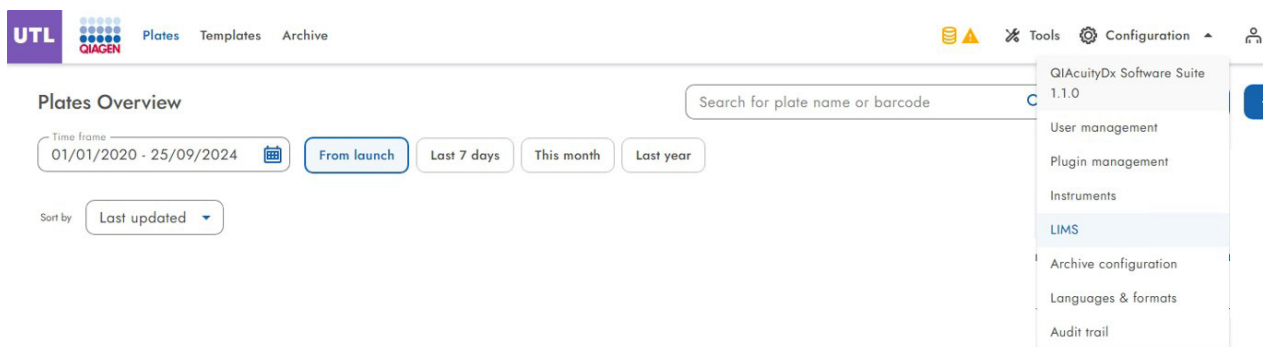 UTL QIAGEN Plates Templates Archive Tools Configuration
Plates Overview
Search for plate name or barcode
Time frame
01/01/2020 - 25/09/2024 From launch Last 7 days This month Last year
Sort by Last updated
QIAcuityDx Software Suite
1.1.0
User management
Plugin management
Instruments
LIMS
Archive configuration
Languages & formats
Audit trail